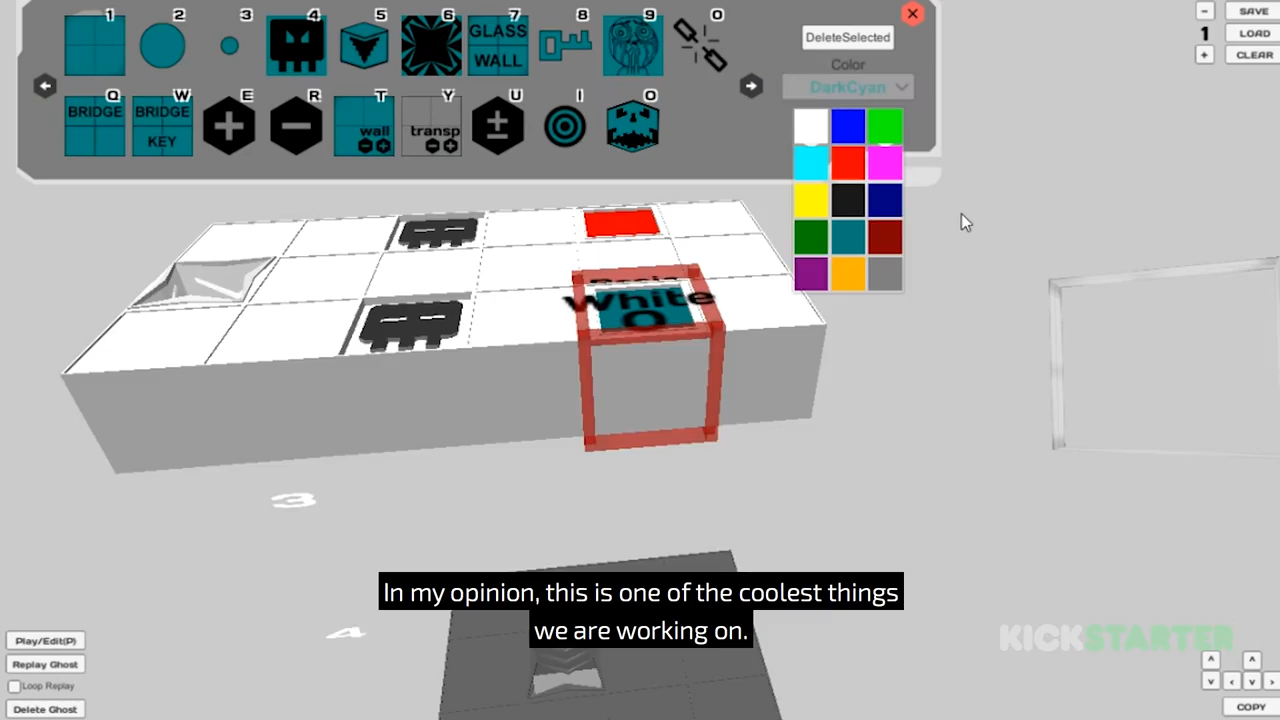 1 2 3 4 5 6 7 8 9 0
GLASS
WALL
Q W E R T Y U I O
BRIDGE
BRIDGE
KEY
wall
transp
DeleteSelected
Color
DarkCyan
1
SAVE
LOAD
CLEAR
White
0
3
4
In my opinion, this is one of the coolest things
we are working on.
KICKSTARTER
Play/Edit(P)
Replay Ghost
Loop Replay
Delete Ghost
COPY